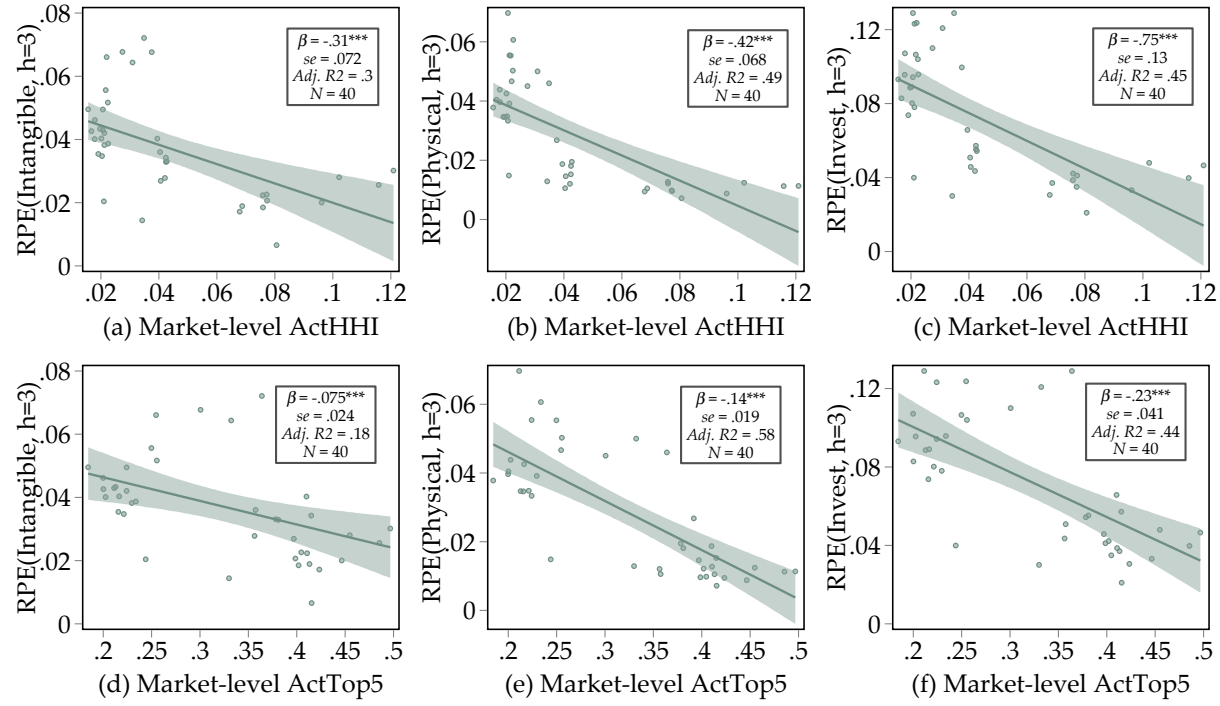 RPE(Intangible, h=3)
.08
.06
.04
.02
0
β = -.31***
se = .072
Adj. R2 = .3
N = 40
.02 .04 .06 .08 .1 .12
(a) Market-level ActHHI
RPE(Physical, h=3)
.06
.04
.02
0
β = -.42***
se = .068
Adj. R2 = .49
N = 40
.02 .04 .06 .08 .1 .12
(b) Market-level ActHHI
RPE(Invest, h=3)
.12
.08
.04
0
β = -.75***
se = .13
Adj. R2 = .45
N = 40
.02 .04 .06 .08 .1 .12
(c) Market-level ActHHI
RPE(Intangible, h=3)
.08
.06
.04
.02
0
β = -.075***
se = .024
Adj. R2 = .18
N = 40
.2 .25 .3 .35 .4 .45 .5
(d) Market-level ActTop5
RPE(Physical, h=3)
.06
.04
.02
0
β = -.14***
se = .019
Adj. R2 = .58
N = 40
.2 .25 .3 .35 .4 .45 .5
(e) Market-level ActTop5
RPE(Invest, h=3)
.12
.08
.04
0
β = -.23***
se = .041
Adj. R2 = .44
N = 40
.2 .25 .3 .35 .4 .45 .5
(f) Market-level ActTop5